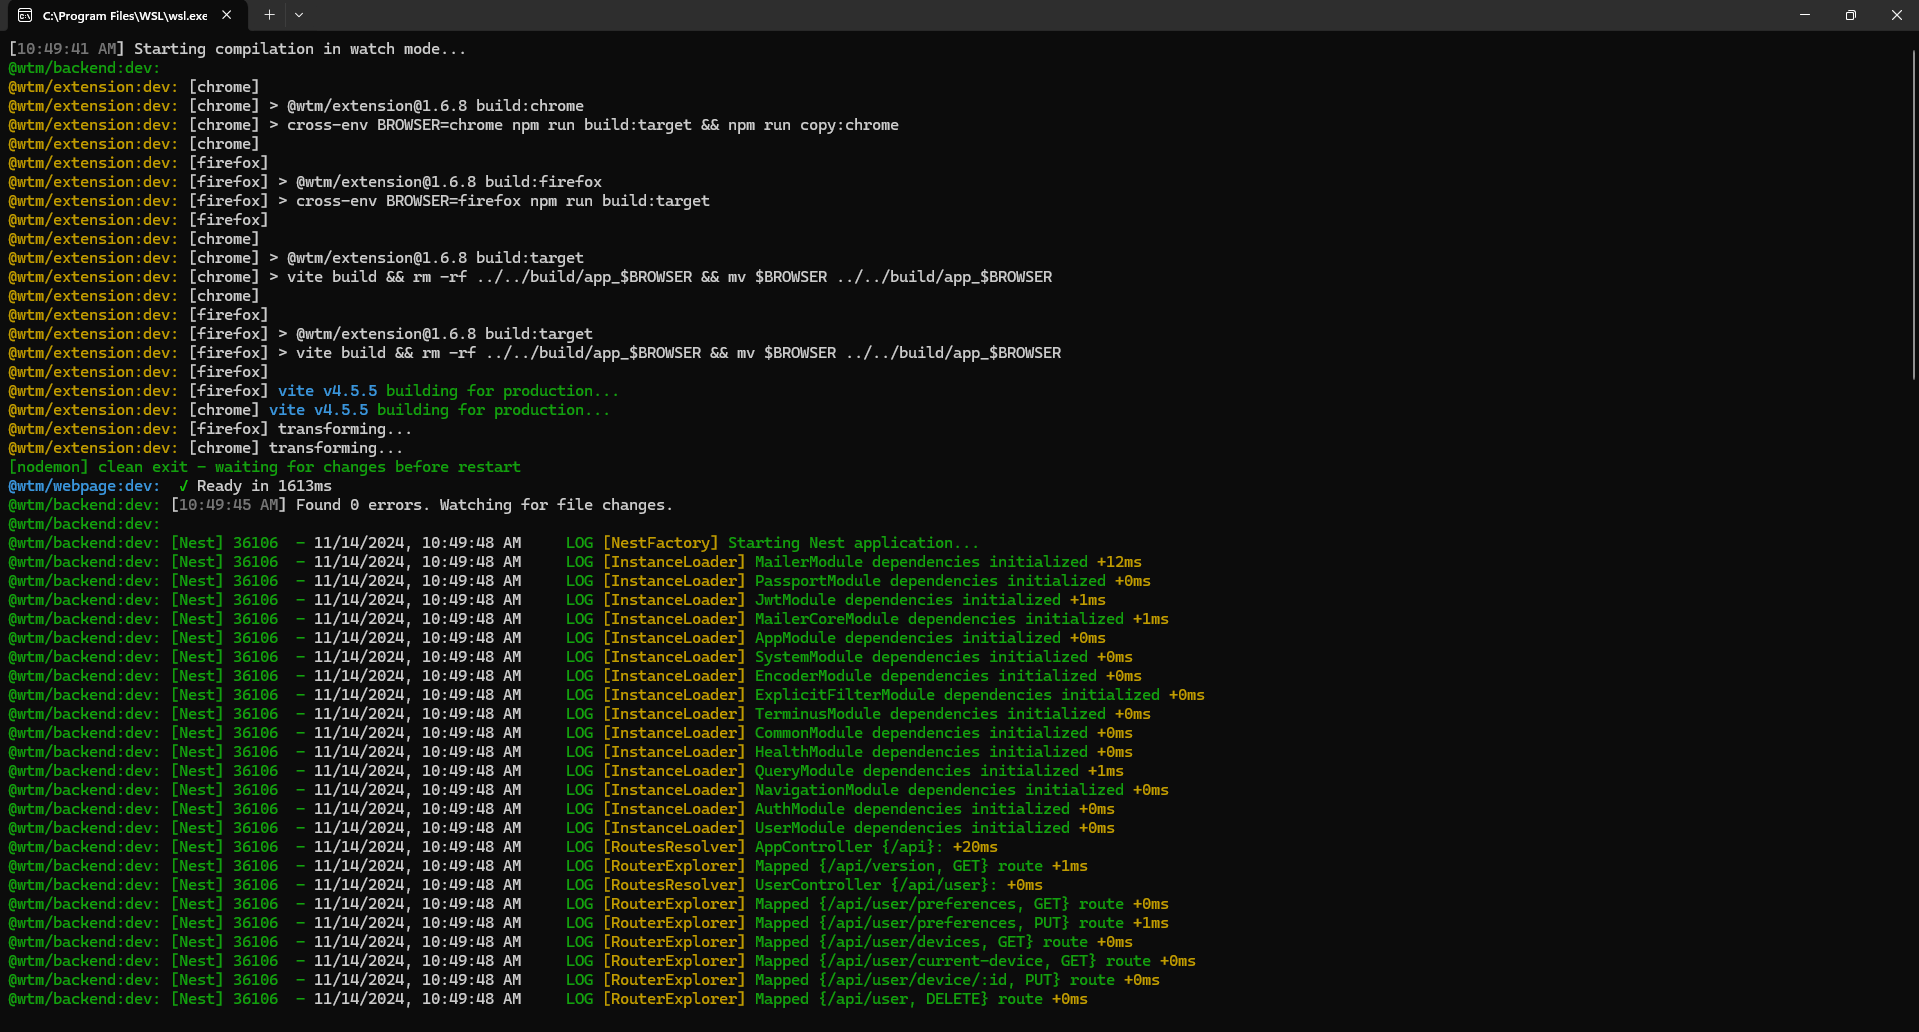 C:\Program Files\WSL\wsl.exe
[10:49:41 AM] Starting compilation in watch mode...
@wtm/backend:dev:
@wtm/extension:dev: [chrome]
@wtm/extension:dev: [chrome] > @wtm/extension@1.6.8 build:chrome
@wtm/extension:dev: [chrome] > cross-env BROWSER=chrome npm run build:target && npm run copy:chrome
@wtm/extension:dev: [chrome]
@wtm/extension:dev: [firefox]
@wtm/extension:dev: [firefox] > @wtm/extension@1.6.8 build:firefox
@wtm/extension:dev: [firefox] > cross-env BROWSER=firefox npm run build:target
@wtm/extension:dev: [firefox]
@wtm/extension:dev: [chrome]
@wtm/extension:dev: [chrome] > @wtm/extension@1.6.8 build:target
@wtm/extension:dev: [chrome] > vite build && rm -rf ../../build/app_$BROWSER && mv $BROWSER ../../build/app_$BROWSER
@wtm/extension:dev: [chrome]
@wtm/extension:dev: [firefox]
@wtm/extension:dev: [firefox] > @wtm/extension@1.6.8 build:target
@wtm/extension:dev: [firefox] > vite build && rm -rf ../../build/app_$BROWSER && mv $BROWSER ../../build/app_$BROWSER
@wtm/extension:dev: [firefox]
@wtm/extension:dev: [firefox] vite v4.5.5 building for production...
@wtm/extension:dev: [chrome] vite v4.5.5 building for production...
@wtm/extension:dev: [firefox] transforming...
@wtm/extension:dev: [chrome] transforming...
[nodemon] clean exit - waiting for changes before restart
@wtm/webpage:dev:  ✓ Ready in 1613ms
@wtm/backend:dev: [10:49:45 AM] Found 0 errors. Watching for file changes.
@wtm/backend:dev:
@wtm/backend:dev: [Nest] 36106  - 11/14/2024, 10:49:48 AM     LOG [NestFactory] Starting Nest application...
@wtm/backend:dev: [Nest] 36106  - 11/14/2024, 10:49:48 AM     LOG [InstanceLoader] MailerModule dependencies initialized +12ms
@wtm/backend:dev: [Nest] 36106  - 11/14/2024, 10:49:48 AM     LOG [InstanceLoader] PassportModule dependencies initialized +0ms
@wtm/backend:dev: [Nest] 36106  - 11/14/2024, 10:49:48 AM     LOG [InstanceLoader] JwtModule dependencies initialized +1ms
@wtm/backend:dev: [Nest] 36106  - 11/14/2024, 10:49:48 AM     LOG [InstanceLoader] MailerCoreModule dependencies initialized +1ms
@wtm/backend:dev: [Nest] 36106  - 11/14/2024, 10:49:48 AM     LOG [InstanceLoader] AppModule dependencies initialized +0ms
@wtm/backend:dev: [Nest] 36106  - 11/14/2024, 10:49:48 AM     LOG [InstanceLoader] SystemModule dependencies initialized +0ms
@wtm/backend:dev: [Nest] 36106  - 11/14/2024, 10:49:48 AM     LOG [InstanceLoader] EncoderModule dependencies initialized +0ms
@wtm/backend:dev: [Nest] 36106  - 11/14/2024, 10:49:48 AM     LOG [InstanceLoader] ExplicitFilterModule dependencies initialized +0ms
@wtm/backend:dev: [Nest] 36106  - 11/14/2024, 10:49:48 AM     LOG [InstanceLoader] TerminusModule dependencies initialized +0ms
@wtm/backend:dev: [Nest] 36106  - 11/14/2024, 10:49:48 AM     LOG [InstanceLoader] CommonModule dependencies initialized +0ms
@wtm/backend:dev: [Nest] 36106  - 11/14/2024, 10:49:48 AM     LOG [InstanceLoader] HealthModule dependencies initialized +0ms
@wtm/backend:dev: [Nest] 36106  - 11/14/2024, 10:49:48 AM     LOG [InstanceLoader] QueryModule dependencies initialized +1ms
@wtm/backend:dev: [Nest] 36106  - 11/14/2024, 10:49:48 AM     LOG [InstanceLoader] NavigationModule dependencies initialized +0ms
@wtm/backend:dev: [Nest] 36106  - 11/14/2024, 10:49:48 AM     LOG [InstanceLoader] AuthModule dependencies initialized +0ms
@wtm/backend:dev: [Nest] 36106  - 11/14/2024, 10:49:48 AM     LOG [InstanceLoader] UserModule dependencies initialized +0ms
@wtm/backend:dev: [Nest] 36106  - 11/14/2024, 10:49:48 AM     LOG [RoutesResolver] AppController {/api}: +20ms
@wtm/backend:dev: [Nest] 36106  - 11/14/2024, 10:49:48 AM     LOG [RouterExplorer] Mapped {/api/version, GET} route +1ms
@wtm/backend:dev: [Nest] 36106  - 11/14/2024, 10:49:48 AM     LOG [RoutesResolver] UserController {/api/user}: +0ms
@wtm/backend:dev: [Nest] 36106  - 11/14/2024, 10:49:48 AM     LOG [RouterExplorer] Mapped {/api/user/preferences, GET} route +0ms
@wtm/backend:dev: [Nest] 36106  - 11/14/2024, 10:49:48 AM     LOG [RouterExplorer] Mapped {/api/user/preferences, PUT} route +1ms
@wtm/backend:dev: [Nest] 36106  - 11/14/2024, 10:49:48 AM     LOG [RouterExplorer] Mapped {/api/user/devices, GET} route +0ms
@wtm/backend:dev: [Nest] 36106  - 11/14/2024, 10:49:48 AM     LOG [RouterExplorer] Mapped {/api/user/current-device, GET} route +0ms
@wtm/backend:dev: [Nest] 36106  - 11/14/2024, 10:49:48 AM     LOG [RouterExplorer] Mapped {/api/user/device/:id, PUT} route +0ms
@wtm/backend:dev: [Nest] 36106  - 11/14/2024, 10:49:48 AM     LOG [RouterExplorer] Mapped {/api/user, DELETE} route +0ms